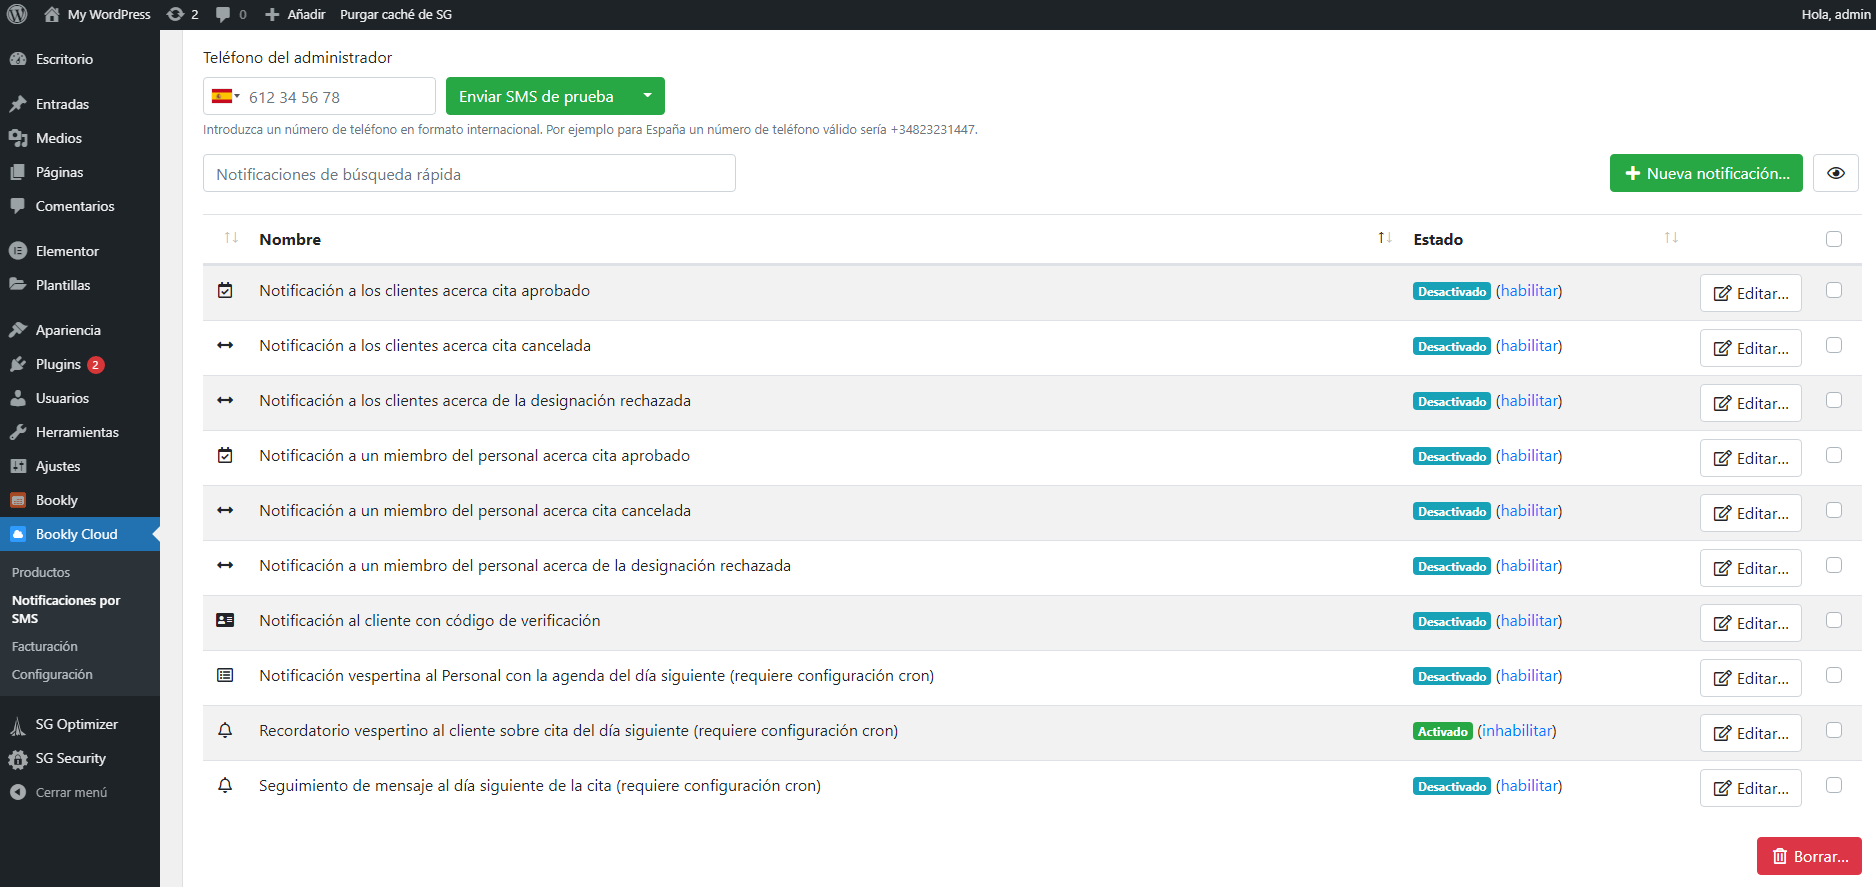 My WordPress 2 0 Añadir Purgar caché de SG Hola, admin
Escritorio
Entradas
Medios
Páginas
Comentarios
Elementor
Plantillas
Apariencia
Plugins 2
Usuarios
Herramientas
Ajustes
Bookly
Bookly Cloud
Productos
Notificaciones por
SMS
Facturación
Configuración
SG Optimizer
SG Security
Cerrar menú
Teléfono del administrador
612 34 56 78 Enviar SMS de prueba
Introduzca un número de teléfono en formato internacional. Por ejemplo para España un número de teléfono válido sería +34823231447.
Notificaciones de búsqueda rápida Nueva notificación...
Nombre Estado
Notificación a los clientes acerca cita aprobado Desactivado (habilitar) Editar...
Notificación a los clientes acerca cita cancelada Desactivado (habilitar) Editar...
Notificación a los clientes acerca de la designación rechazada Desactivado (habilitar) Editar...
Notificación a un miembro del personal acerca cita aprobado Desactivado (habilitar) Editar...
Notificación a un miembro del personal acerca cita cancelada Desactivado (habilitar) Editar...
Notificación a un miembro del personal acerca de la designación rechazada Desactivado (habilitar) Editar...
Notificación al cliente con código de verificación Desactivado (habilitar) Editar...
Notificación vespertina al Personal con la agenda del día siguiente (requiere configuración cron) Desactivado (habilitar) Editar...
Recordatorio vespertino al cliente sobre cita del día siguiente (requiere configuración cron) Activado (inhabilitar) Editar...
Seguimiento de mensaje al día siguiente de la cita (requiere configuración cron) Desactivado (habilitar) Editar...
Borrar...